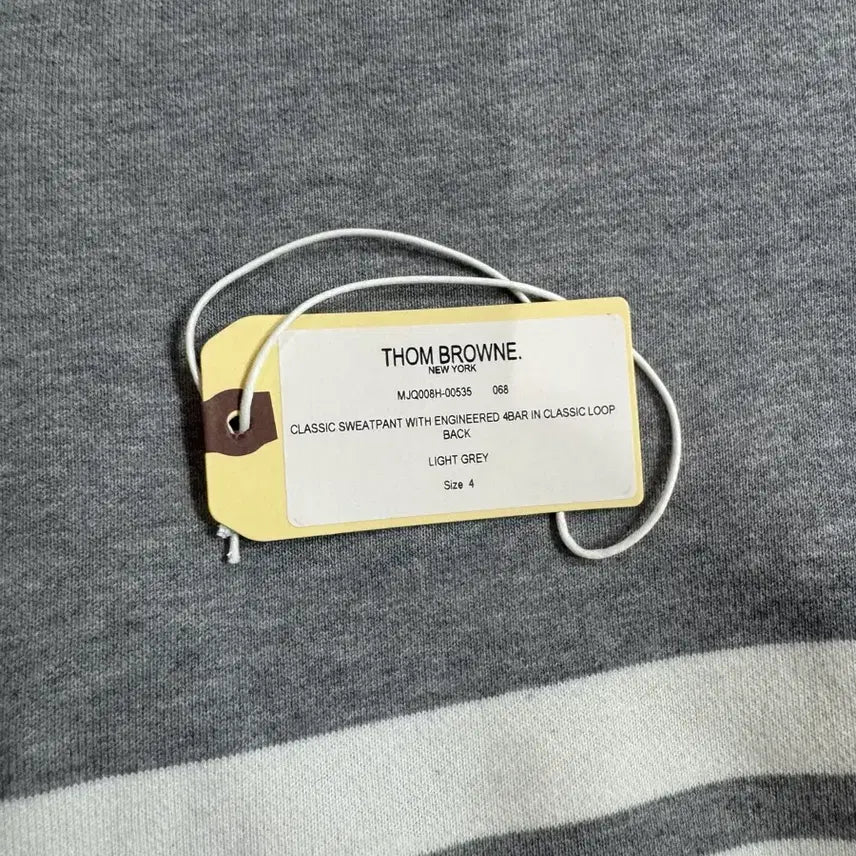 THOM BROWNE.
NEW YORK
MJQ008H-00535 068
CLASSIC SWEATPANT WITH ENGINEERED 4BAR IN CLASSIC LOOP
BACK
LIGHT GREY
Size 4